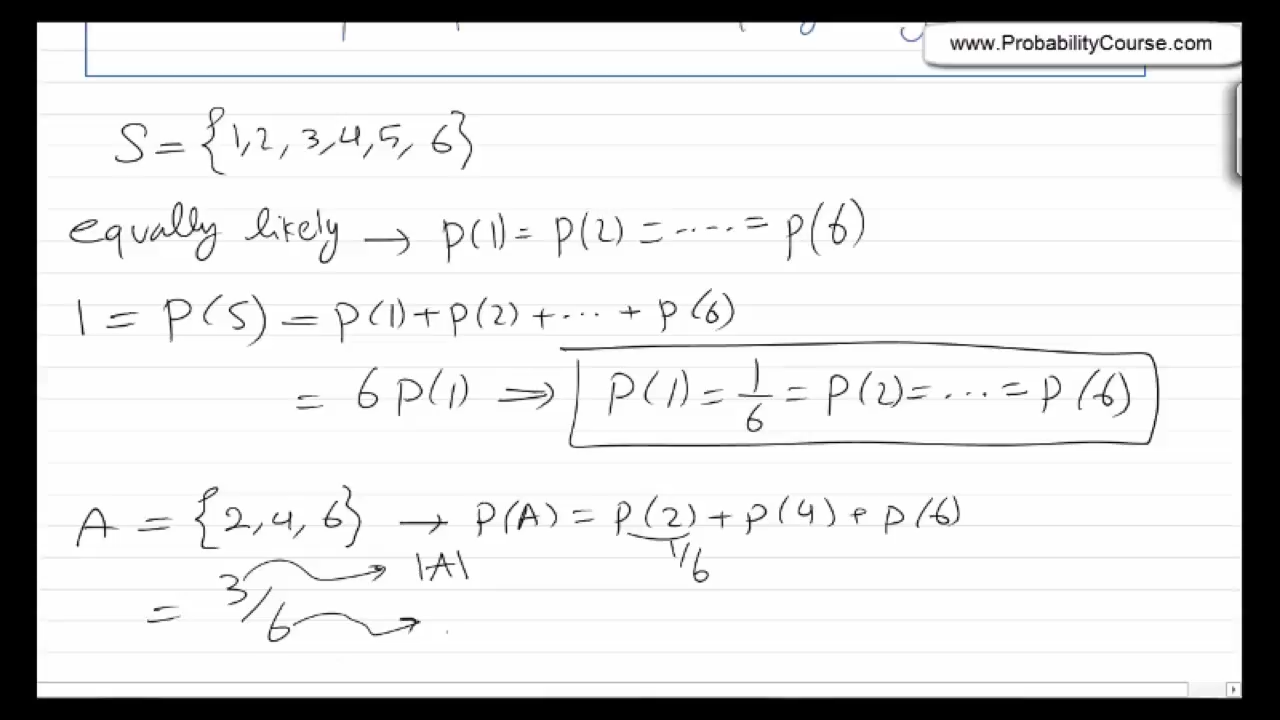 www.ProbabilityCourse.com
S = {1,2, 3,4,5, 6}
equally likely → P(1) = P(2) = ..... = P(6)
1 = P(S) = P(1) + P(2) + ... + P(6)
= 6 P(1) ⟹ P(1) = 1/6 = P(2) = ... = P(6)
A = {2,4, 6} → P(A) = P(2) + P(4) + P(6)
1/6
|A|
= 3/6